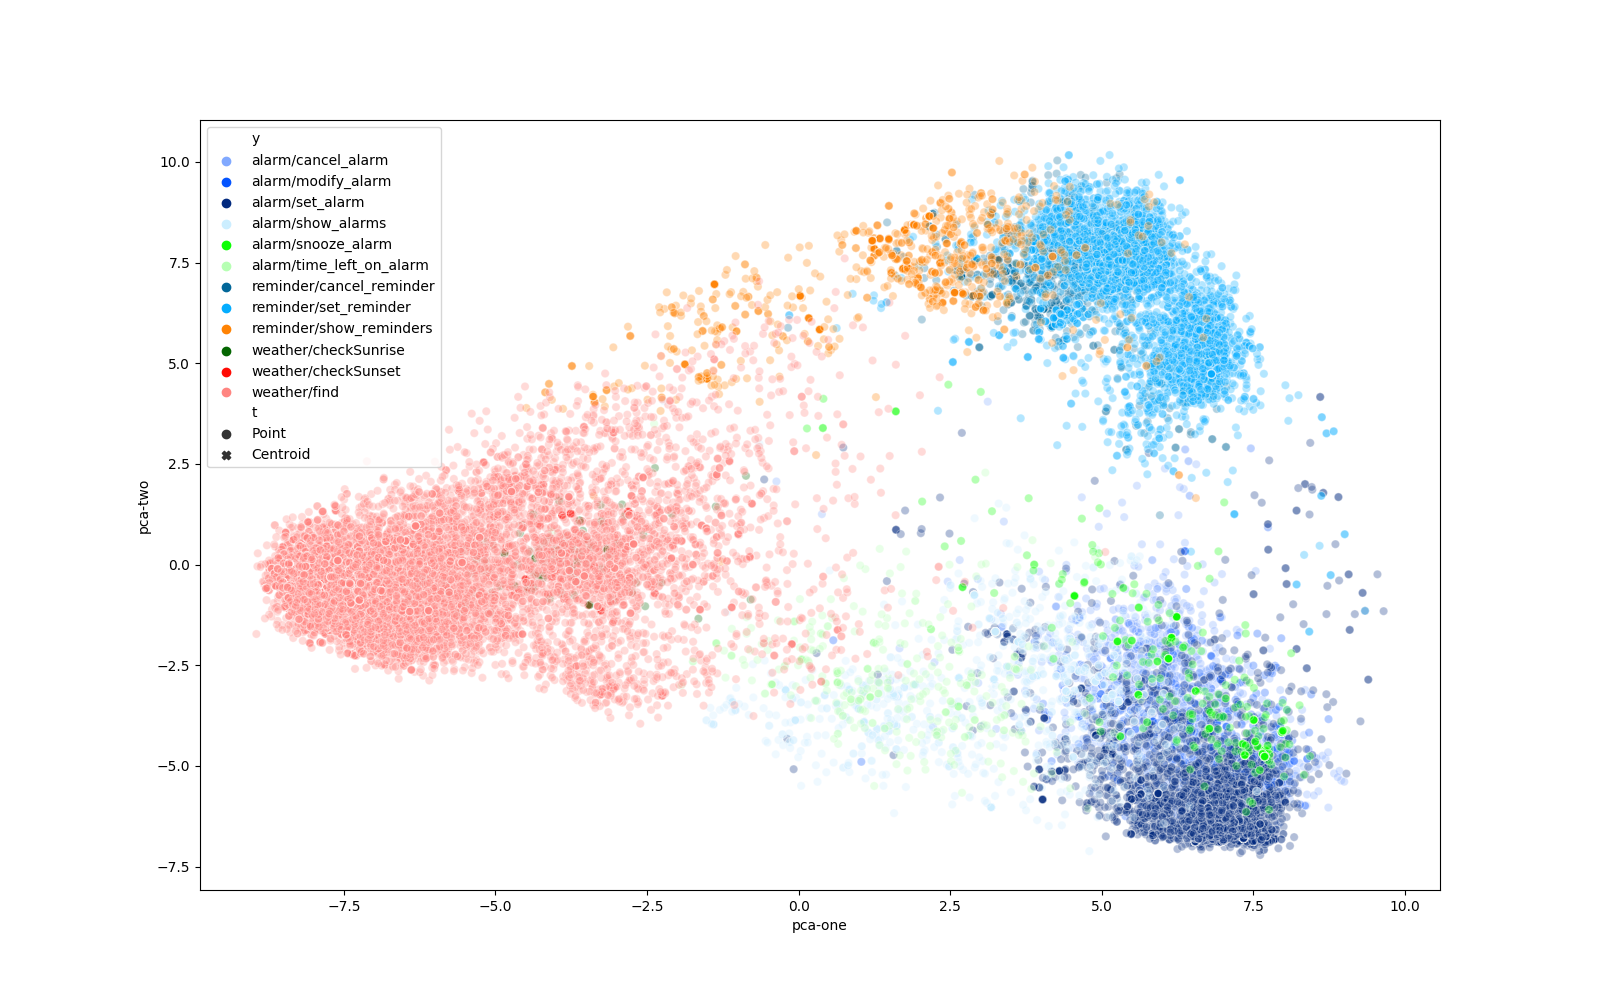 y
alarm/cancel_alarm
alarm/modify_alarm
alarm/set_alarm
alarm/show_alarms
alarm/snooze_alarm
alarm/time_left_on_alarm
reminder/cancel_reminder
reminder/set_reminder
reminder/show_reminders
weather/checkSunrise
weather/checkSunset
weather/find
t
Point
Centroid
10.0
7.5
5.0
2.5
0.0
−2.5
−5.0
−7.5
pca-two
−7.5 −5.0 −2.5 0.0 2.5 5.0 7.5 10.0
pca-one